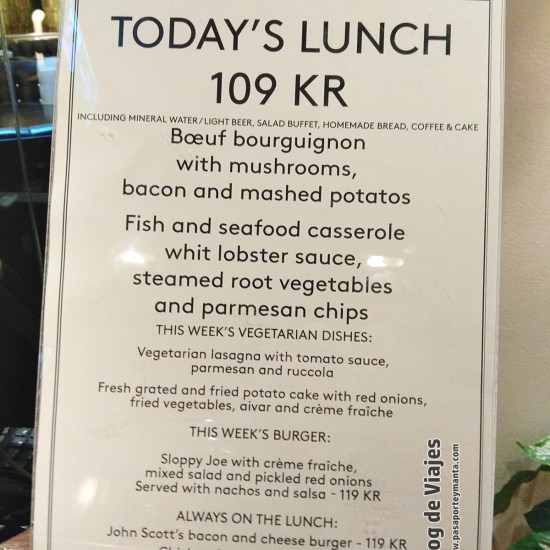 TODAY'S LUNCH
109 KR
INCLUDING MINERAL WATER/LIGHT BEER, SALAD BUFFET, HOMEMADE BREAD, COFFEE & CAKE
Bœuf bourguignon
with mushrooms,
bacon and mashed potatos
Fish and seafood casserole
whit lobster sauce,
steamed root vegetables
and parmesan chips
THIS WEEK'S VEGETARIAN DISHES:
Vegetarian lasagna with tomato sauce,
parmesan and ruccola
Fresh grated and fried potato cake with red onions,
fried vegetables, aivar and crème fraîche
THIS WEEK'S BURGER:
Sloppy Joe with crème fraîche,
mixed salad and pickled red onions
Served with nachos and salsa - 119 KR
ALWAYS ON THE LUNCH:
John Scott's bacon and cheese burger - 119 KR
og de Viajes
w.pasaporteymanta.com